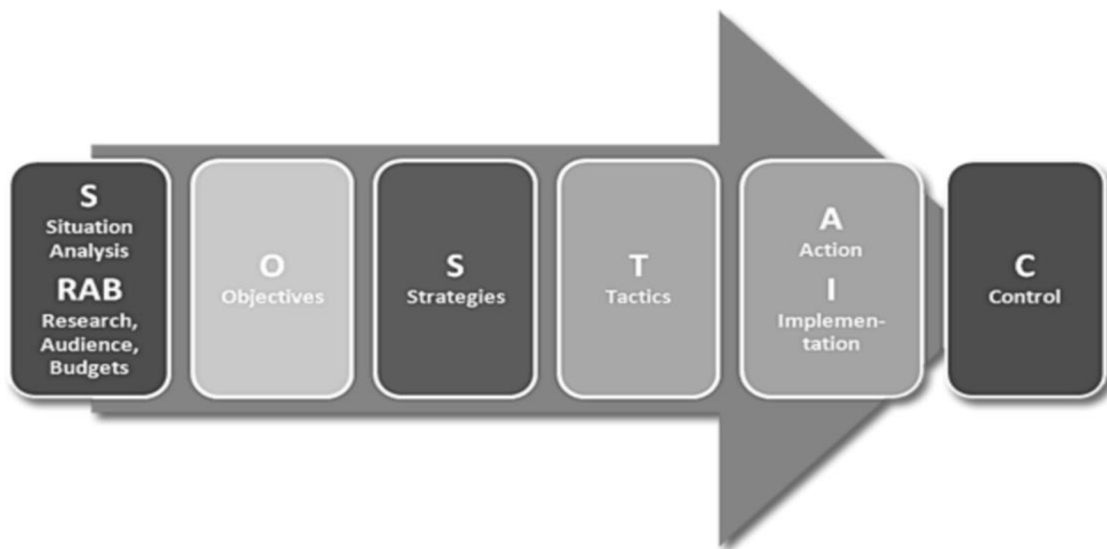 S
Situation
Analysis
RAB
Research,
Audience,
Budgets
O
Objectives
S
Strategies
T
Tactics
A
Action
I
Implemen-
tation
C
Control